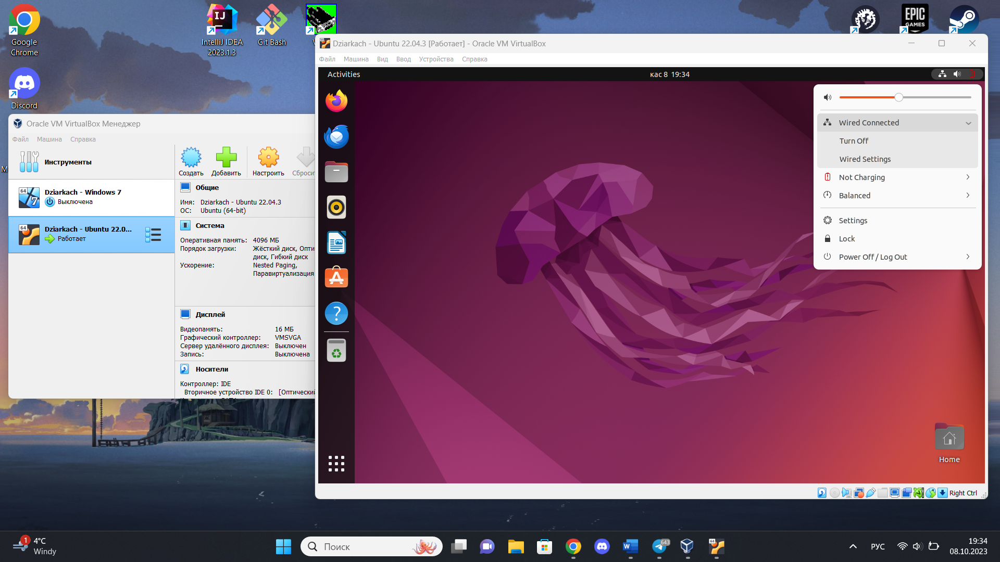 Google
Chrome
IntelliJ IDEA
2023.1.3
Git Bash
EPIC
GAMES
Discord
Dziarkach - Ubuntu 22.04.3 [Работает] - Oracle VM VirtualBox
Файл Машина Вид Ввод Устройства Справка
Activities
кас 8 19:34
Wired Connected
Turn Off
Wired Settings
Not Charging
Balanced
Settings
Lock
Power Off / Log Out
Home
Right Ctrl
Oracle VM VirtualBox Менеджер
Файл Машина Справка
Инструменты
Создать Добавить Настроить
Dziarkach - Windows 7
Выключена
Dziarkach - Ubuntu 22.0...
Работает
Общие
Имя: Dziarkach - Ubuntu 22.04.3
ОС: Ubuntu (64-bit)
Система
Оперативная память: 4096 МБ
Порядок загрузки: Жёсткий диск, Опти
диск, Гибкий диск
Ускорение: Nested Paging,
Паравиртуализация
Дисплей
Видеопамять: 16 МБ
Графический контроллер: VMSVGA
Сервер удалённого дисплея: Выключен
Запись: Выключена
Носители
Контроллер: IDE
Вторичное устройство IDE 0: [Оптический
1
4°C
Windy
Поиск
643
РУС
19:34
08.10.2023